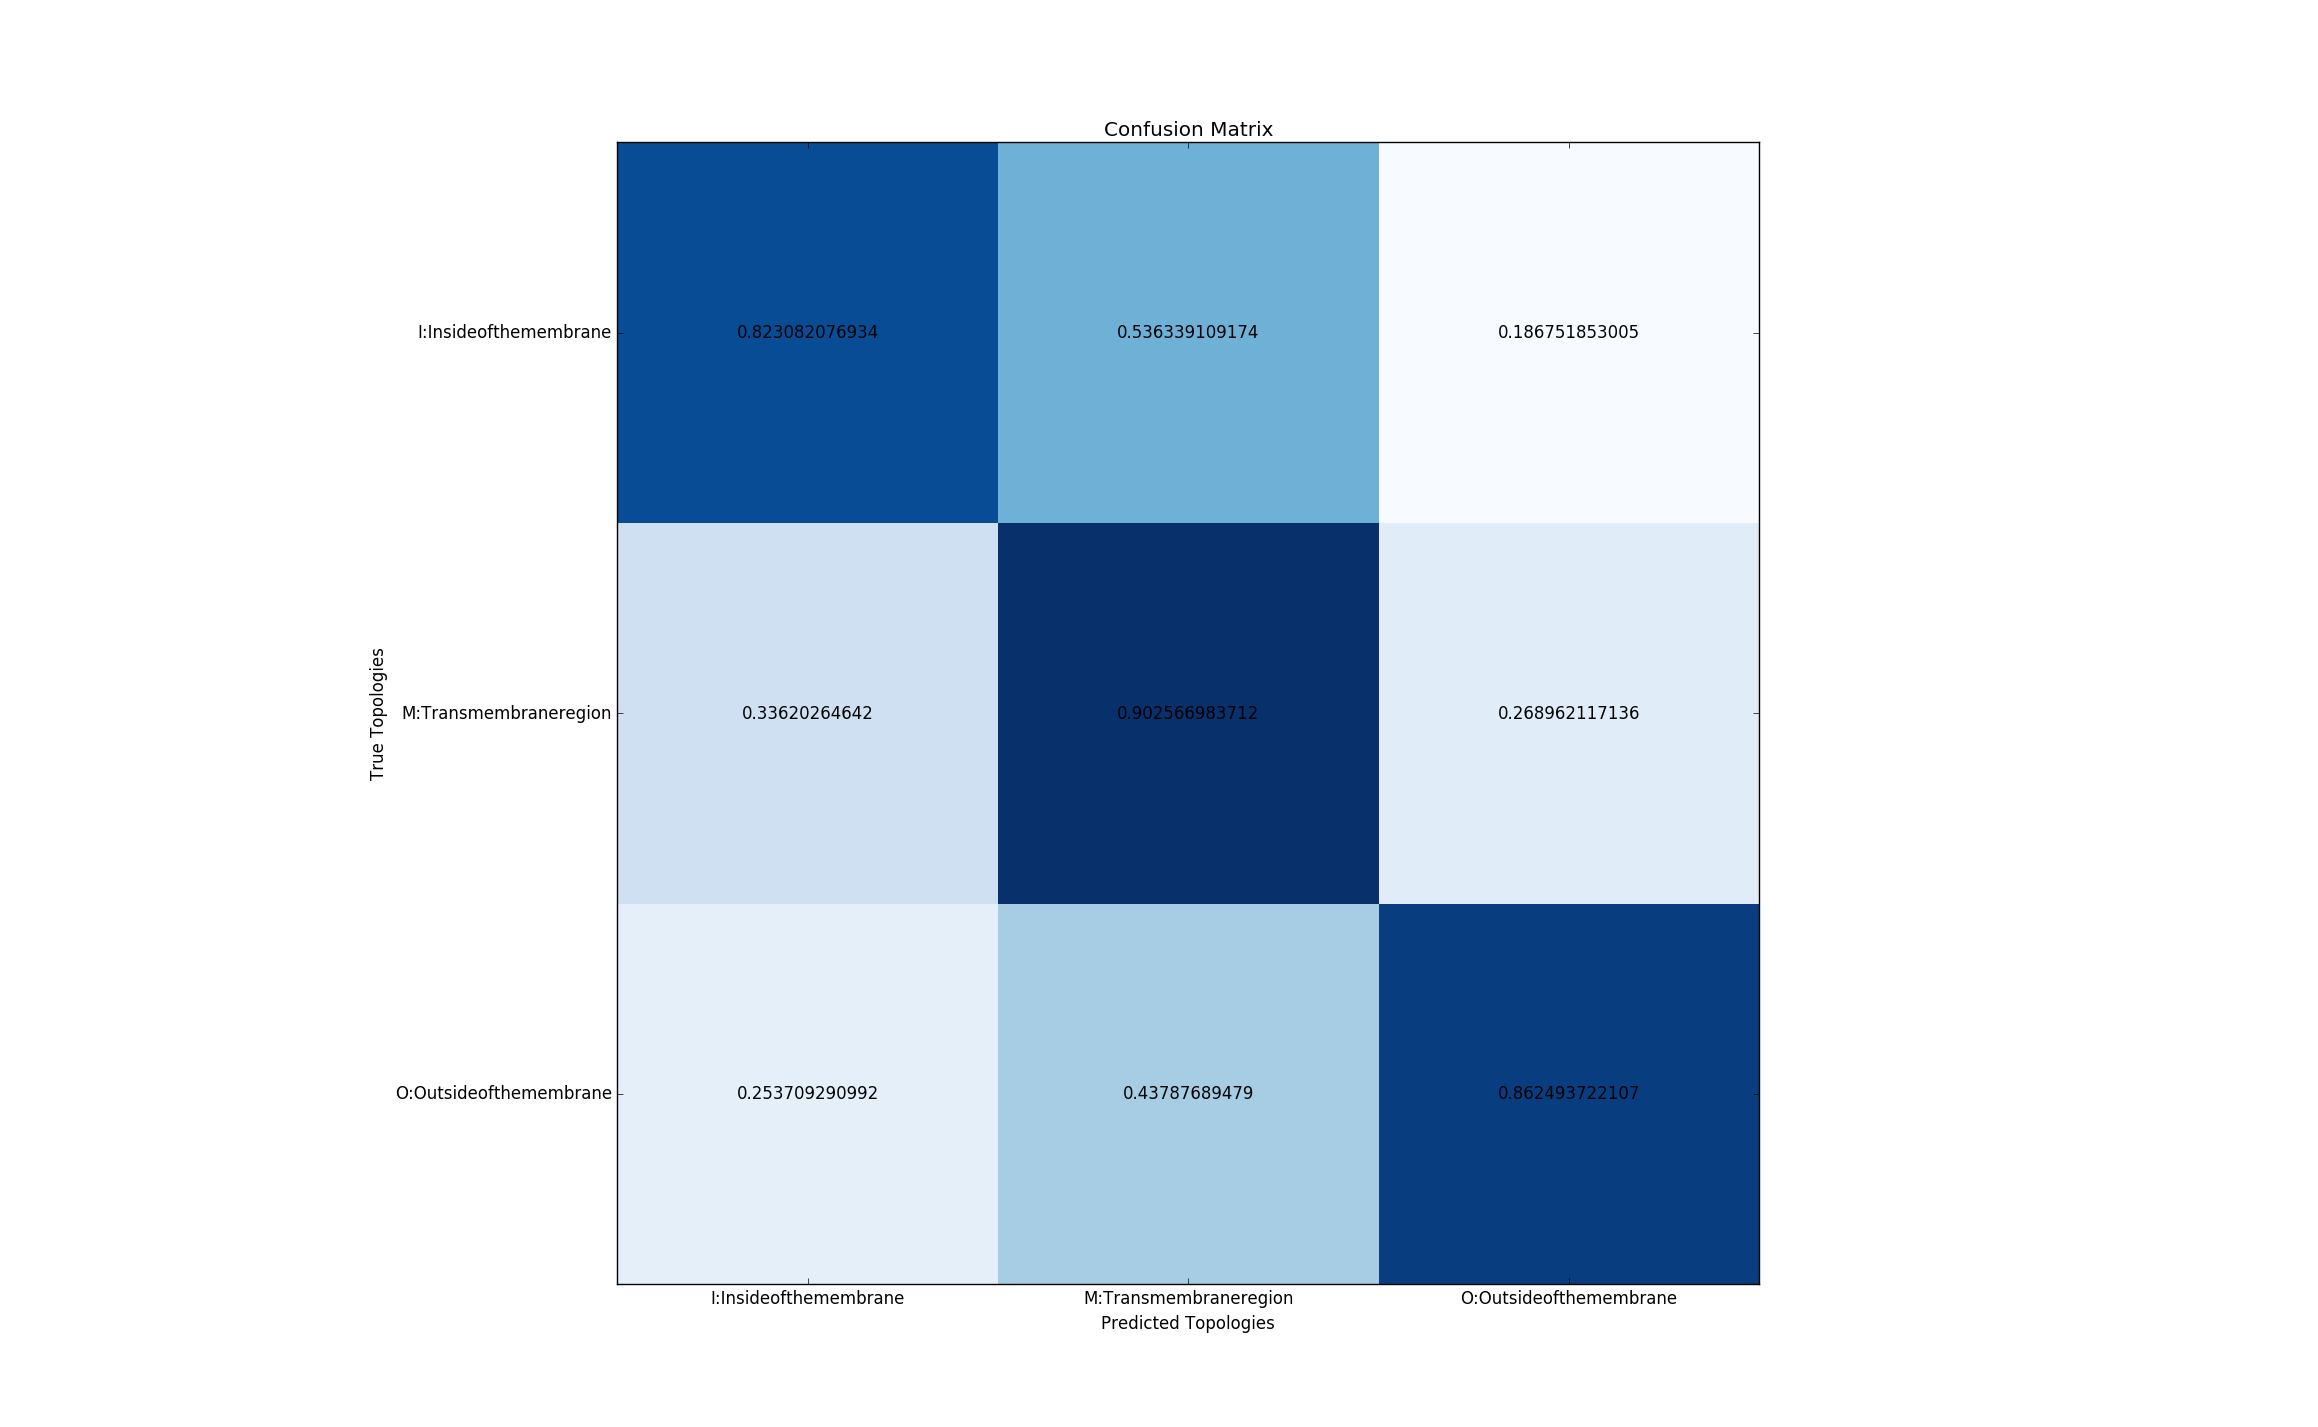 Confusion Matrix
I:Insideofthemembrane
0.823082076934
0.536339109174
0.186751853005
True Topologies
M:Transmembraneregion
0.33620264642
0.902566983712
0.268962117136
O:Outsideofthemembrane
0.253709290992
0.43787689479
0.862493722107
I:Insideofthemembrane
M:Transmembraneregion
O:Outsideofthemembrane
Predicted Topologies